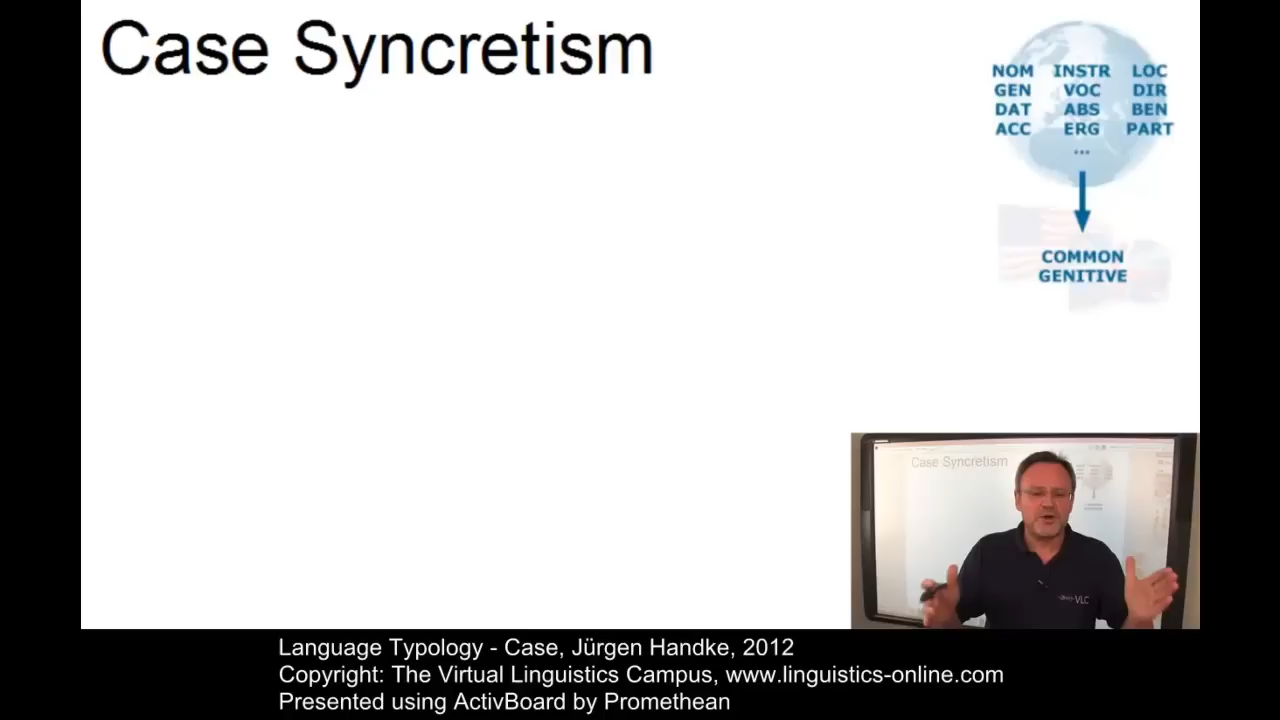 Case Syncretism
NOM INSTR LOC
GEN VOC DIR
DAT ABS BEN
ACC ERG PART
...
COMMON
GENITIVE
Case Syncretism
VLC
Language Typology - Case, Jürgen Handke, 2012
Copyright: The Virtual Linguistics Campus, www.linguistics-online.com
Presented using ActivBoard by Promethean